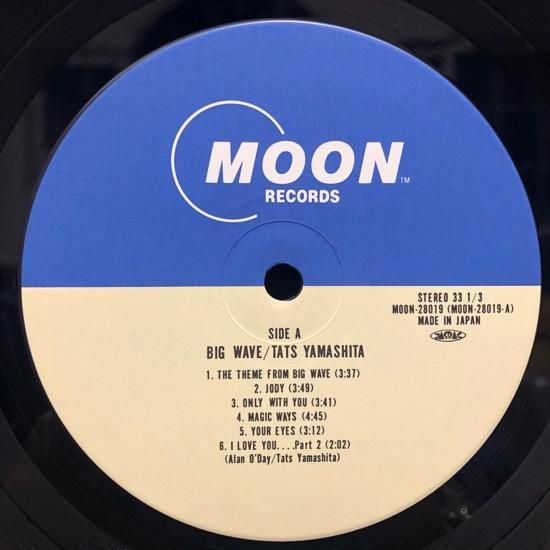 MOON™
RECORDS
STEREO 33 1/3
MOON-28019 (MOON-28019-A)
MADE IN JAPAN
JASRAC
SIDE A
BIG WAVE/TATS YAMASHITA
1. THE THEME FROM BIG WAVE (3:37)
2. JODY (3:49)
3. ONLY WITH YOU (3:41)
4. MAGIC WAYS (4:45)
5. YOUR EYES (3:12)
6. I LOVE YOU....Part 2 (2:02)
(Alan O'Day/Tats Yamashita)